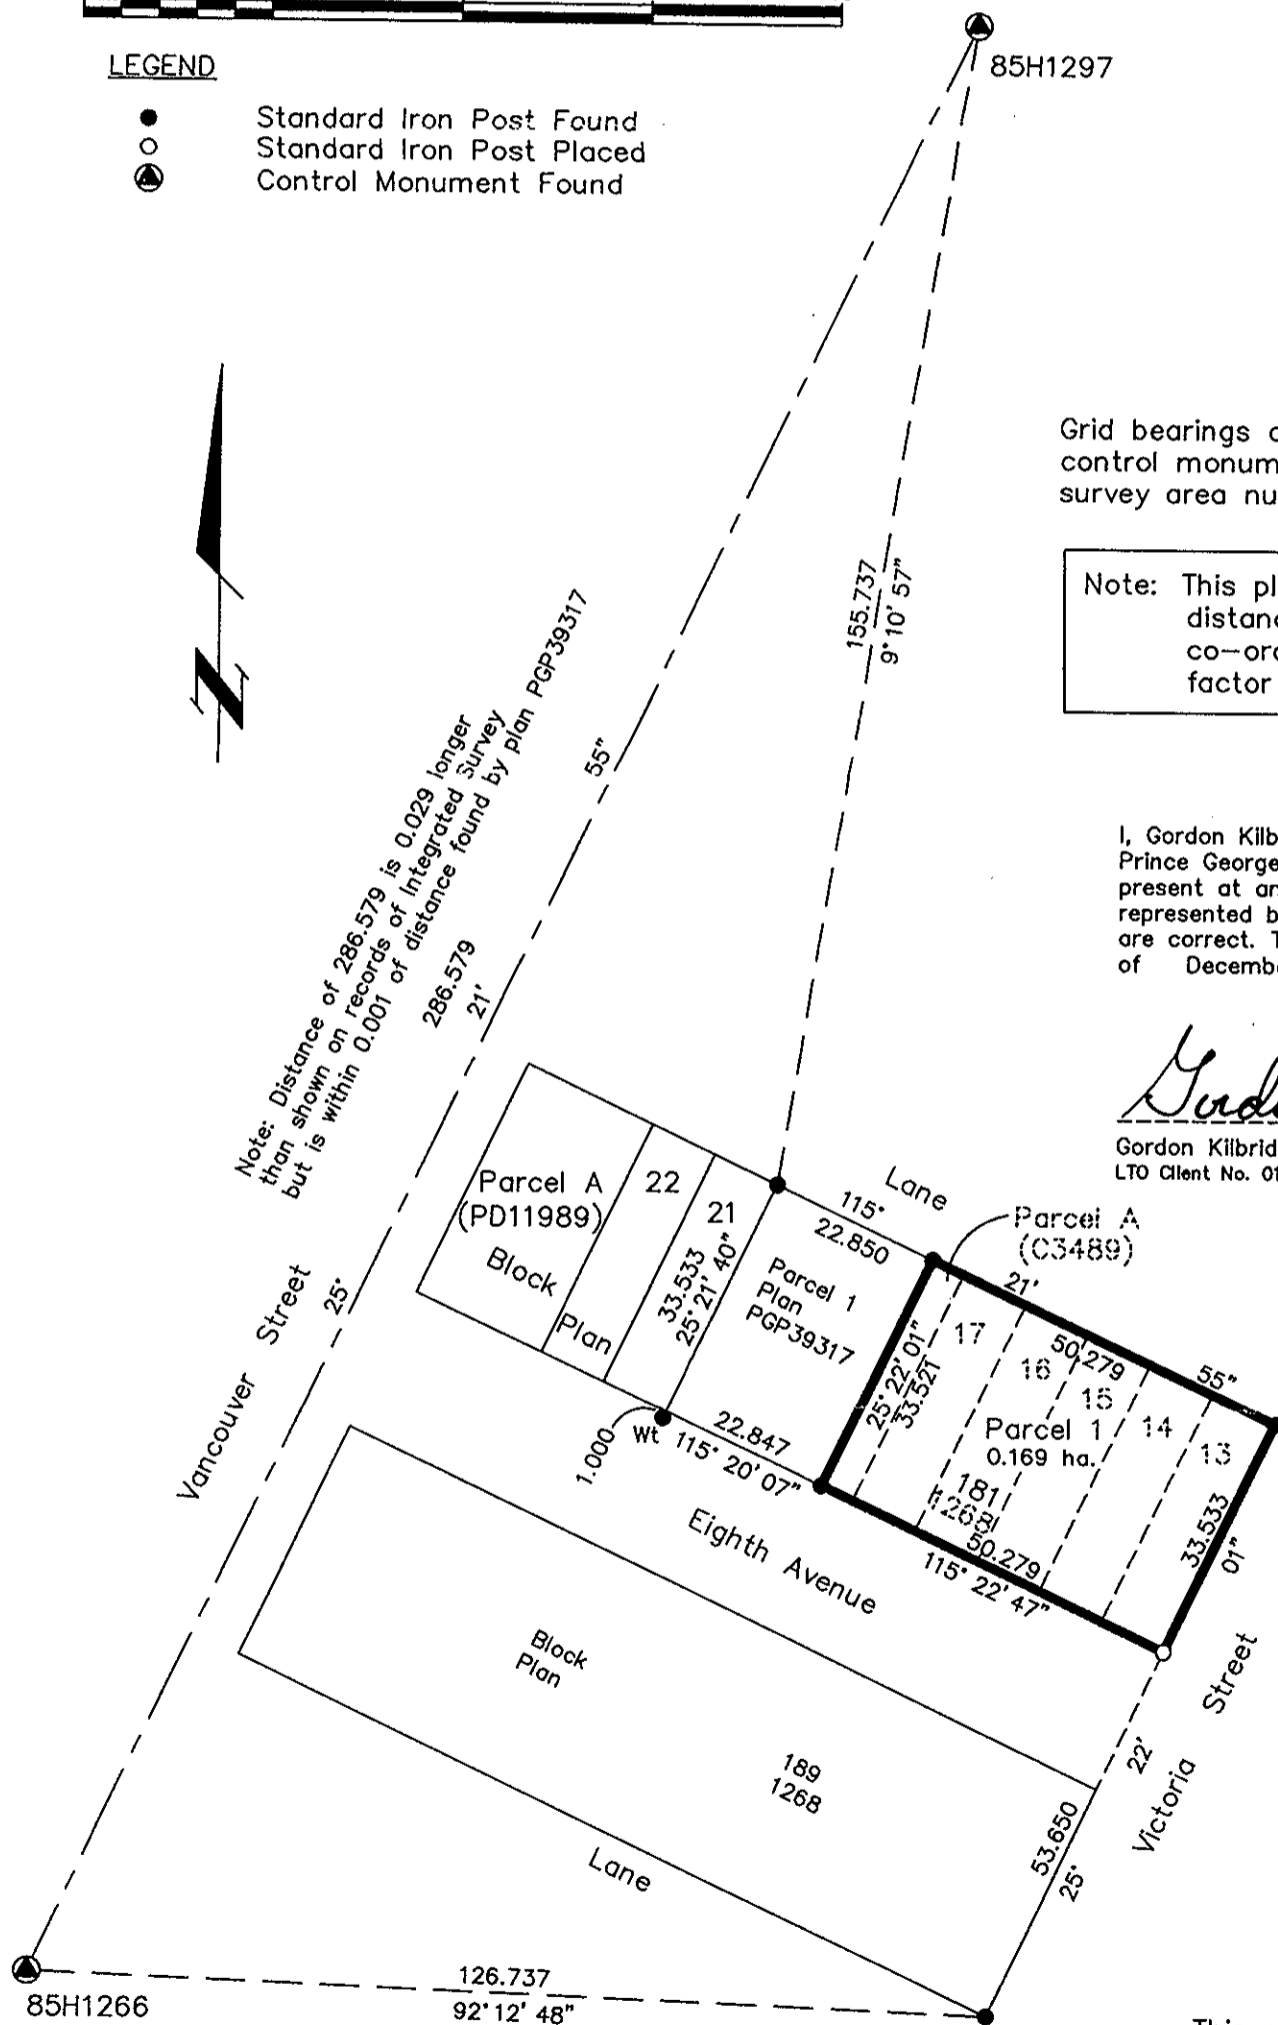 LEGEND
Standard Iron Post Found
Standard Iron Post Placed
Control Monument Found
85H1297
Grid bearings
control monum
survey area nu
Note: This pl
distanc
co-ord
factor
N
155.737
9° 10' 57"
Note: Distance of 286.579 is 0.029 longer
than shown on records of Integrated Survey
but is within 0.001 of distance found by plan PGP39317
55"
286.579
21'
25°
Vancouver Street
I, Gordon Kilb
Prince George
present at an
represented b
are correct. T
of Decembe
Gordon Kilbrid
LTO Client No. 01
Parcel A
(PD11989)
Block
Plan
22
21
33.533
25° 21' 40"
115°
22.850
Lane
Parcel 1
Plan
PGP39317
Parcel A
(C3489)
21'
50.279
55"
25° 22' 01"
33.521
17
16
15
14
13
Parcel 1
0.169 ha.
181
1268
50.279
115° 22' 47"
33.533
01"
1.000
Wt
22.847
115° 20' 07"
Eighth Avenue
Block
Plan
189
1268
Lane
Victoria Street
22'
53.650
25°
85H1266
126.737
92° 12' 48"